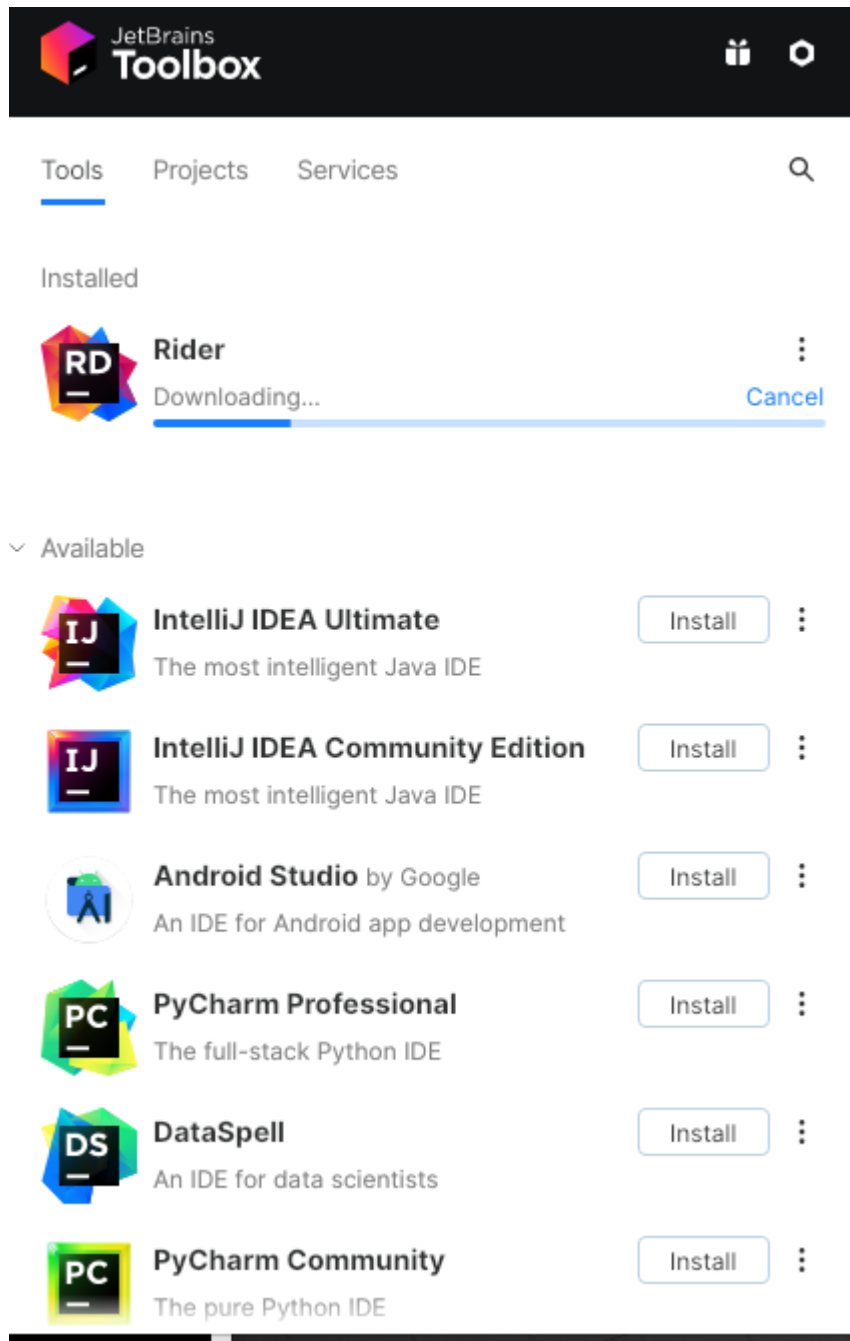 JetBrains
Toolbox
Tools Projects Services
Installed
RD
Rider
Downloading...
Cancel
Available
IJ
IntelliJ IDEA Ultimate
Install
The most intelligent Java IDE
IJ
IntelliJ IDEA Community Edition
Install
The most intelligent Java IDE
Android Studio by Google
Install
An IDE for Android app development
PC
PyCharm Professional
Install
The full-stack Python IDE
DS
DataSpell
Install
An IDE for data scientists
PC
PyCharm Community
Install
The pure Python IDE